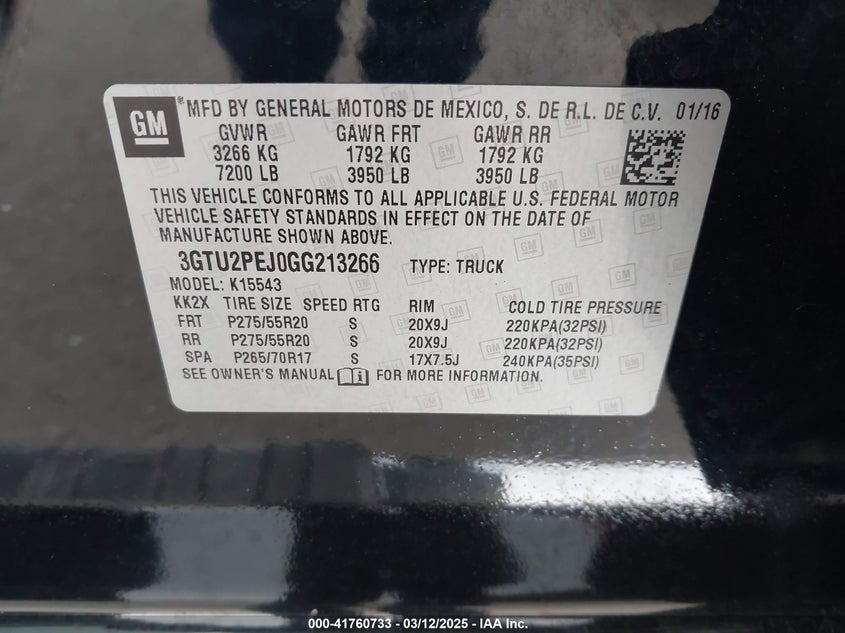 GM ® MFD BY GENERAL MOTORS DE MEXICO, S. DE R.L. DE C.V. 01/16
GVWR GAWR FRT GAWR RR
3266 KG 1792 KG 1792 KG
7200 LB 3950 LB 3950 LB
THIS VEHICLE CONFORMS TO ALL APPLICABLE U.S. FEDERAL MOTOR
VEHICLE SAFETY STANDARDS IN EFFECT ON THE DATE OF
MANUFACTURE SHOWN ABOVE.
3GTU2PEJ0GG213266 TYPE: TRUCK
MODEL: K15543
KK2X TIRE SIZE SPEED RTG RIM COLD TIRE PRESSURE
FRT P275/55R20 S 20X9J 220KPA(32PSI)
RR P275/55R20 S 20X9J 220KPA(32PSI)
SPA P265/70R17 S 17X7.5J 240KPA(35PSI)
SEE OWNER'S MANUAL FOR MORE INFORMATION.
000-41760733 - 03/12/2025 - IAA Inc.